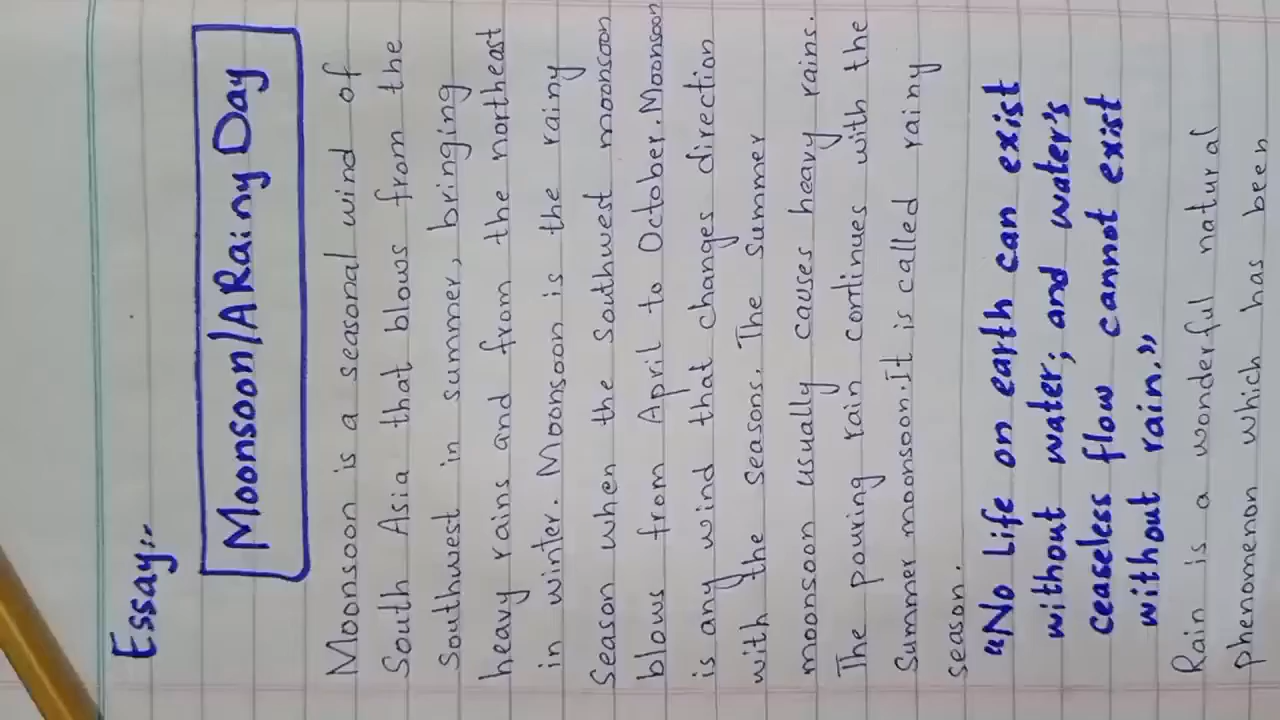 Essay:-
Moonsoon/A Rainy Day
Moonsoon is a seasonal wind of
South Asia that blows from the
Southwest in summer, bringing
heavy rains and from the northeast
in winter. Moonsoon is the rainy
Season when the Southwest moonsoon
blows from April to October. Moonsoon
is any wind that changes direction
with the seasons. The Summer
moonsoon usually causes heavy rains.
The pouring rain continues with the
Summer moonsoon. It is called rainy
season.
"No Life on earth can exist
without water; and water's
ceaseless flow cannot exist
without rain."
Rain is a wonderful natural
phenomenon which has been